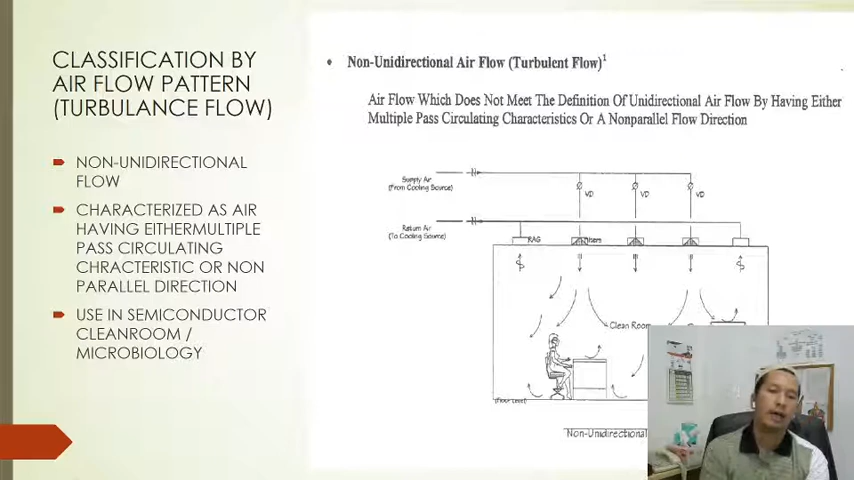 CLASSIFICATION BY
AIR FLOW PATTERN
(TURBULANCE FLOW)
NON-UNIDIRECTIONAL
FLOW
CHARACTERIZED AS AIR
HAVING EITHERMULTIPLE
PASS CIRCULATING
CHRACTERISTIC OR NON
PARALLEL DIRECTION
USE IN SEMICONDUCTOR
CLEANROOM /
MICROBIOLOGY
Non-Unidirectional Air Flow (Turbulent Flow)1
Air Flow Which Does Not Meet The Definition Of Unidirectional Air Flow By Having Either
Multiple Pass Circulating Characteristics Or A Nonparallel Flow Direction
Supply Air
(From Cooling Source)
VD VD VD
Return Air
(To Cooling Source)
RAG
Clean Room
(Floor Level)
Non-Unidirectional